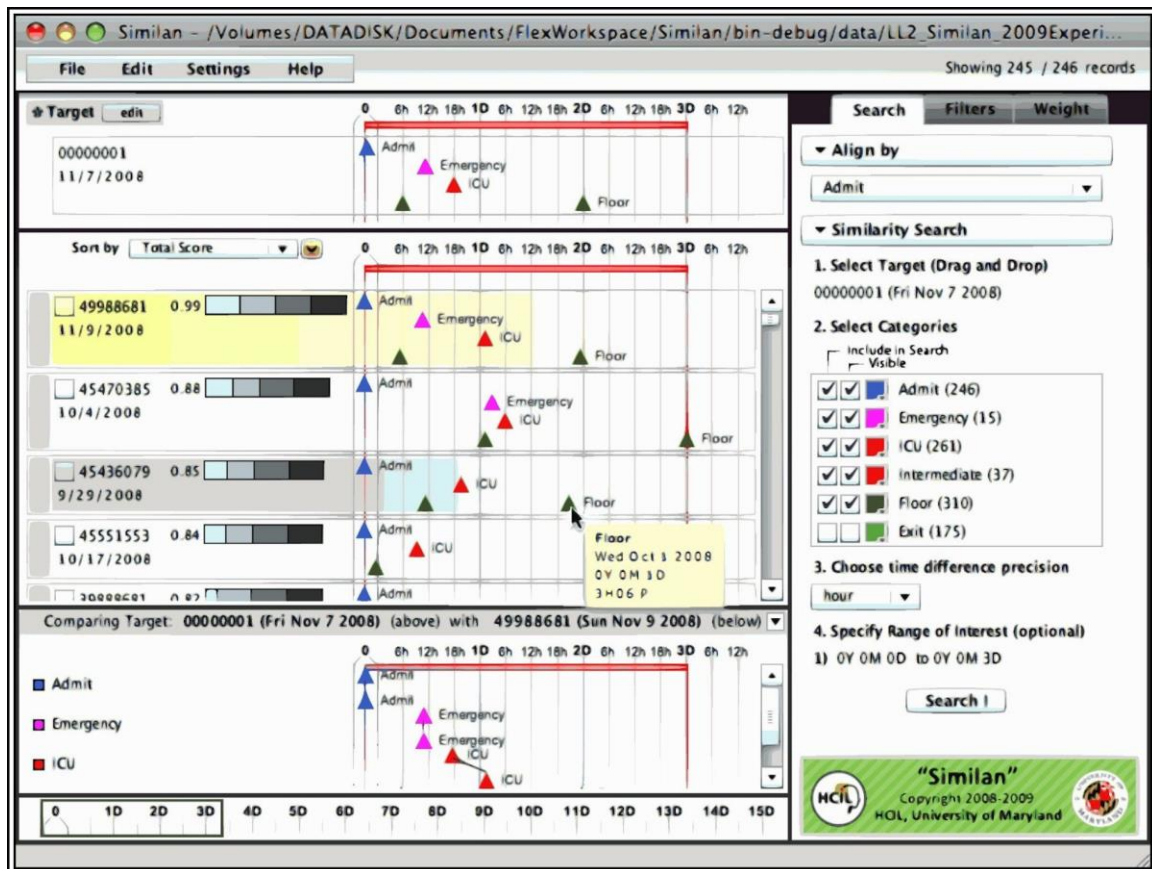 Similan - /Volumes/DATADISK/Documents/FlexWorkspace/Similan/bin-debug/data/LL2_Similan_2009Experi...
File Edit Settings Help
Showing 245 / 246 records
Target edit
0 6h 12h 18h 1D 6h 12h 18h 2D 6h 12h 18h 3D 6h 12h
00000001
11/7/2008
Admit
Emergency
ICU
Floor
Sort by Total Score
0 6h 12h 18h 1D 6h 12h 18h 2D 6h 12h 18h 3D 6h 12h
49988681 0.99
11/9/2008
Admit
Emergency
ICU
Floor
45470385 0.88
10/4/2008
Admit
Emergency
ICU
Floor
45436079 0.85
9/29/2008
Admit
ICU
Floor
45551553 0.84
10/17/2008
Admit
ICU
Floor
Wed Oct 1 2008
0Y 0M 1D
3H06 P
Admit
Comparing Target: 00000001 (Fri Nov 7 2008) (above) with 49988681 (Sun Nov 9 2008) (below)
0 6h 12h 18h 1D 6h 12h 18h 2D 6h 12h 18h 3D 6h 12h
Admit
Emergency
ICU
Admit
Admit
Emergency
Emergency
ICU
ICU
0 1D 2D 3D 4D 5D 6D 7D 8D 9D 10D 11D 12D 13D 14D 15D
Search Filters Weight
Align by
Admit
Similarity Search
1. Select Target (Drag and Drop)
00000001 (Fri Nov 7 2008)
2. Select Categories
Include in Search
Visible
Admit (246)
Emergency (15)
ICU (261)
Intermediate (37)
Floor (310)
Exit (175)
3. Choose time difference precision
hour
4. Specify Range of Interest (optional)
1) 0Y 0M 0D to 0Y 0M 3D
Search !
HCIL
"Similan"
Copyright 2008-2009
HCIL, University of Maryland